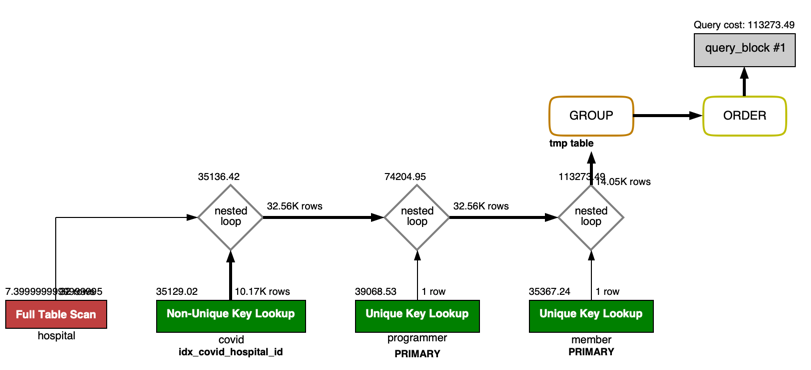 Query cost: 113273.49
query_block #1
GROUP
ORDER
tmp table
35136.42
74204.95
113273.49
14.05K rows
nested
loop
32.56K rows
nested
loop
32.56K rows
nested
loop
35129.02
10.17K rows
39068.53
1 row
35367.24
1 row
Full Table Scan
Non-Unique Key Lookup
Unique Key Lookup
Unique Key Lookup
hospital
covid
programmer
member
idx_covid_hospital_id
PRIMARY
PRIMARY